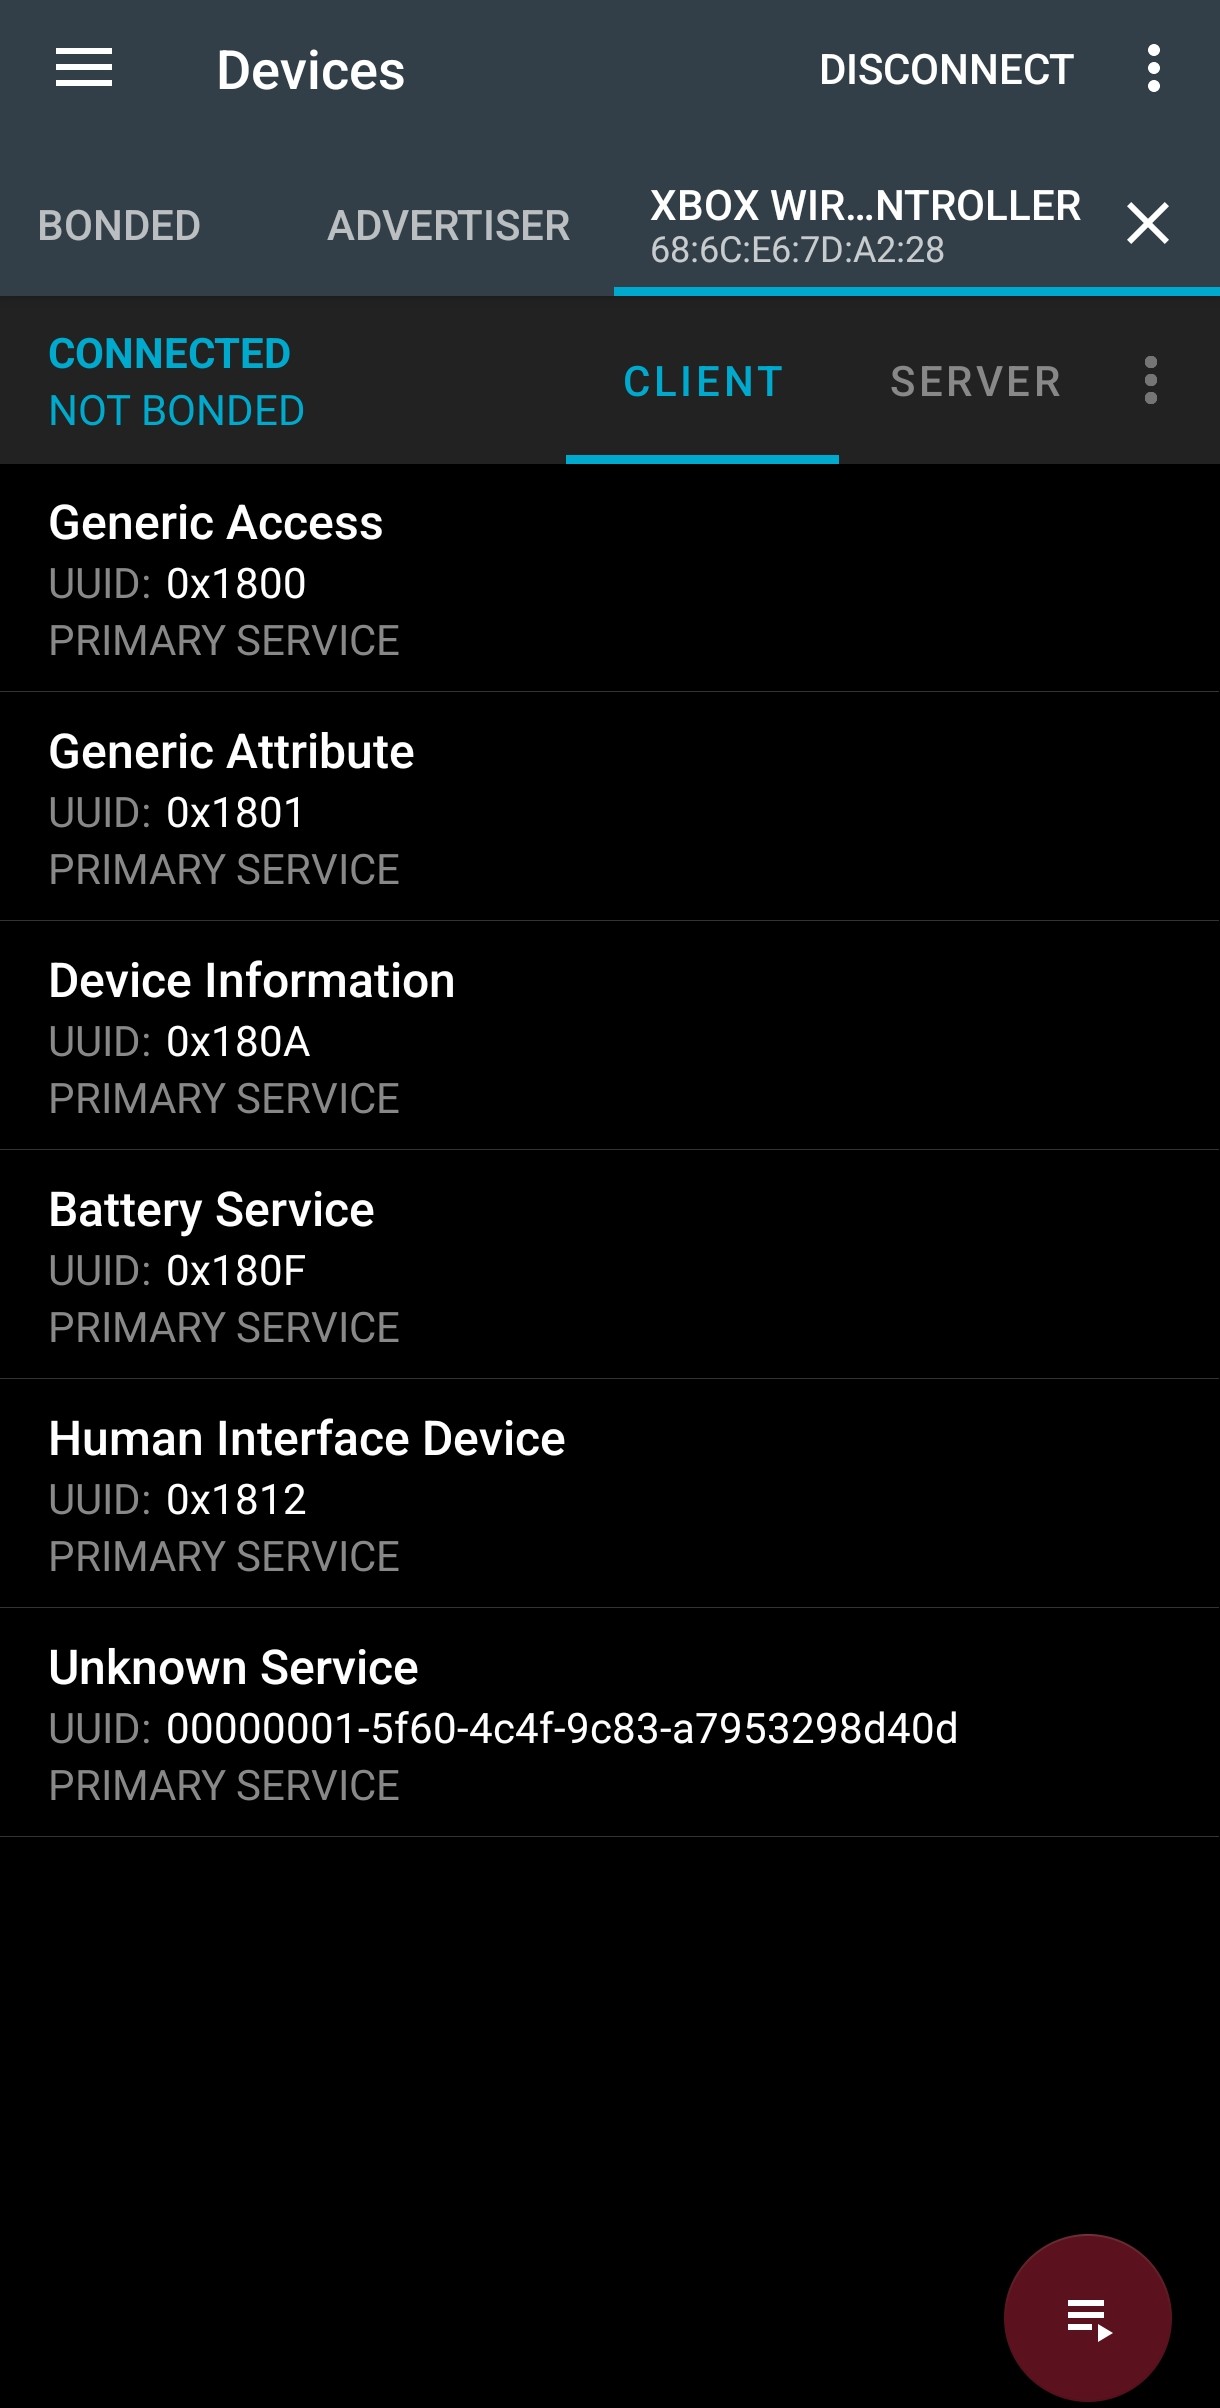 Devices
DISCONNECT
BONDED
ADVERTISER
XBOX WIR...NTROLLER
68:6C:E6:7D:A2:28
CONNECTED
NOT BONDED
CLIENT
SERVER
Generic Access
UUID: 0x1800
PRIMARY SERVICE
Generic Attribute
UUID: 0x1801
PRIMARY SERVICE
Device Information
UUID: 0x180A
PRIMARY SERVICE
Battery Service
UUID: 0x180F
PRIMARY SERVICE
Human Interface Device
UUID: 0x1812
PRIMARY SERVICE
Unknown Service
UUID: 00000001-5f60-4c4f-9c83-a7953298d40d
PRIMARY SERVICE